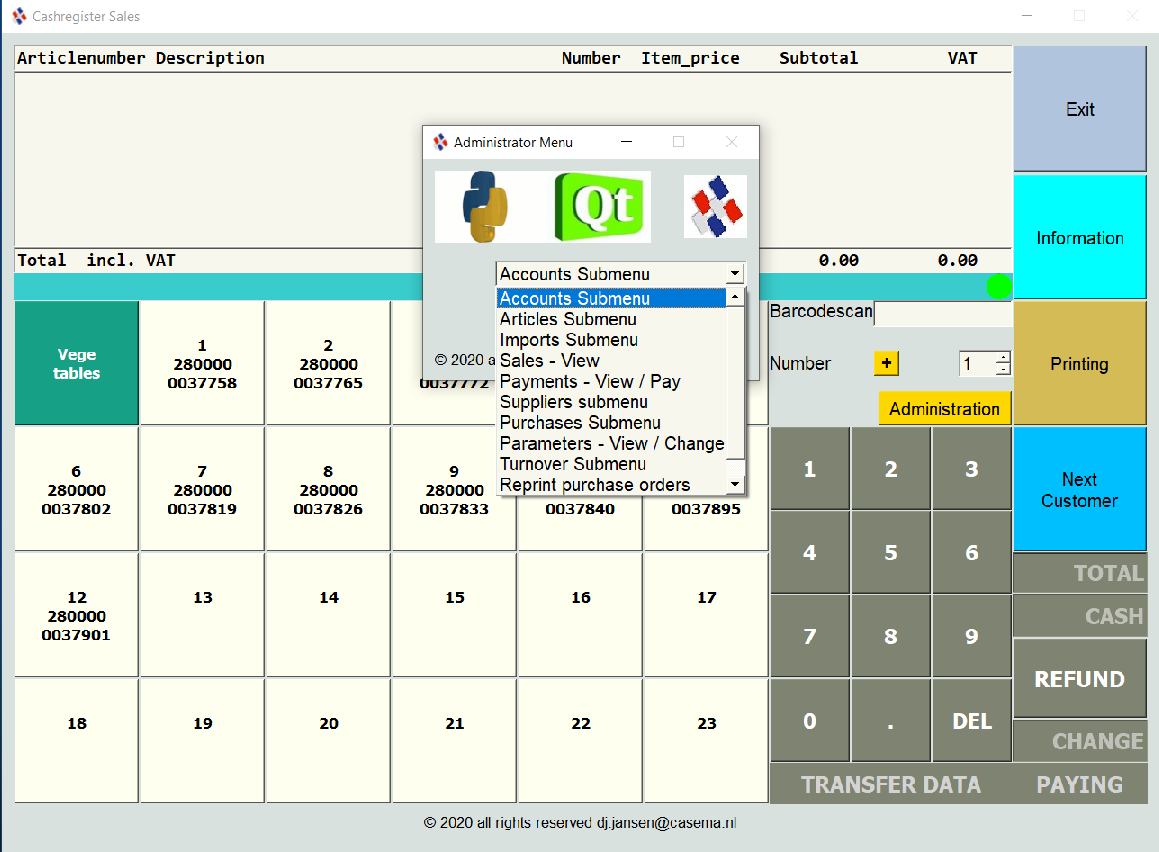 Cashregister Sales
Articlenumber Description Number Item_price Subtotal VAT
Exit
Administrator Menu
Qt
Information
Total incl. VAT 0.00 0.00
Accounts Submenu
Accounts Submenu
Articles Submenu
Imports Submenu
Sales - View
Payments - View / Pay
Suppliers submenu
Purchases Submenu
Parameters - View / Change
Turnover Submenu
Reprint purchase orders
© 2020 a
Barcodescan
Number + 1
Administration
Printing
Next
Customer
Vege
tables
1
280000
0037758
2
280000
0037765
0037772
6
280000
0037802
7
280000
0037819
8
280000
0037826
9
280000
0037833
0037840
0037895
12
280000
0037901
13
14
15
16
17
18
19
20
21
22
23
1 2 3
4 5 6
7 8 9
0 . DEL
TOTAL
CASH
REFUND
CHANGE
TRANSFER DATA PAYING
© 2020 all rights reserved dj.jansen@casema.nl